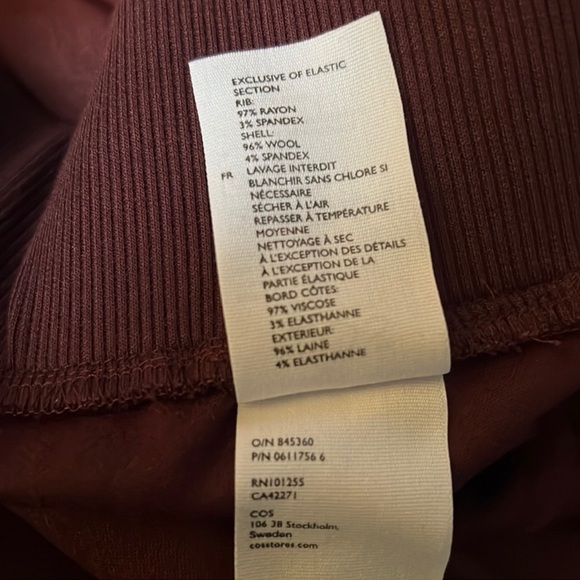 EXCLUSIVE OF ELASTIC
SECTION
RIB:
97% RAYON
3% SPANDEX
SHELL:
96% WOOL
4% SPANDEX
FR LAVAGE INTERDIT
BLANCHIR SANS CHLORE SI
NÉCESSAIRE
SÉCHER À L'AIR
REPASSER À TEMPÉRATURE
MOYENNE
NETTOYAGE À SEC
À L'EXCEPTION DES DÉTAILS
À L'EXCEPTION DE LA
PARTIE ÉLASTIQUE
BORD CÔTES:
97% VISCOSE
3% ELASTHANNE
EXTERIEUR:
96% LAINE
4% ELASTHANNE
O/N 845360
P/N 0611756 6
RN101255
CA42271
COS
106 38 Stockholm,
Sweden
cosstores.com